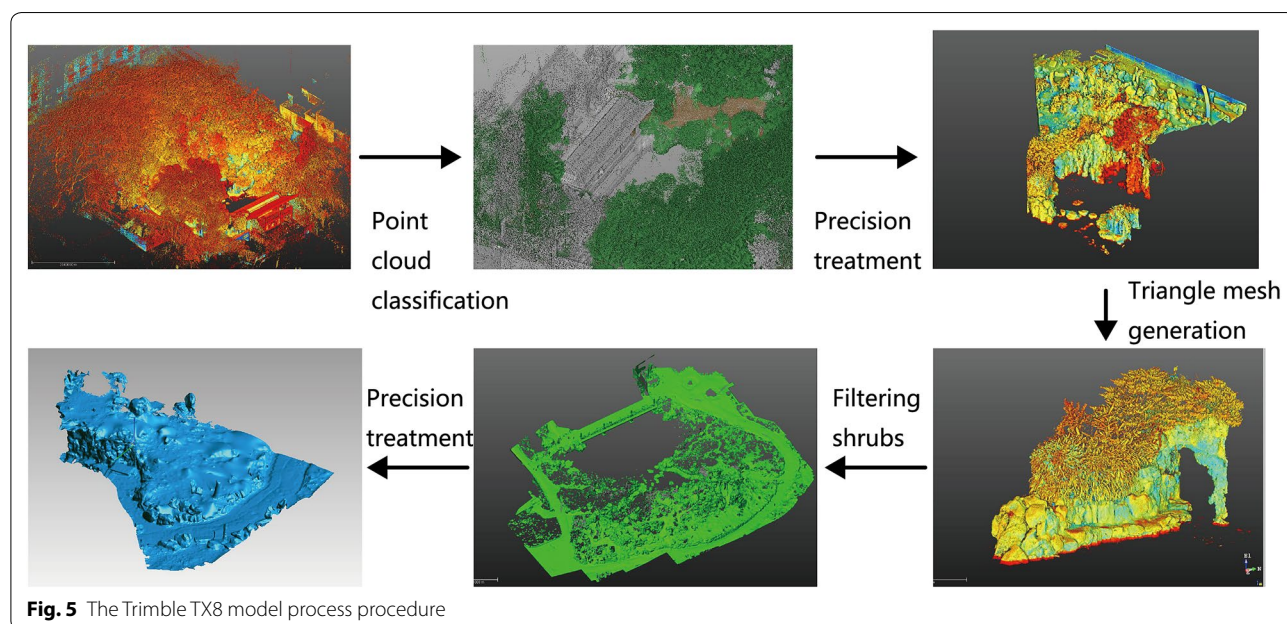 Point
cloud
classification
Precision
treatment
Triangle mesh
generation
Filtering
shrubs
Precision
treatment
Fig. 5 The Trimble TX8 model process procedure